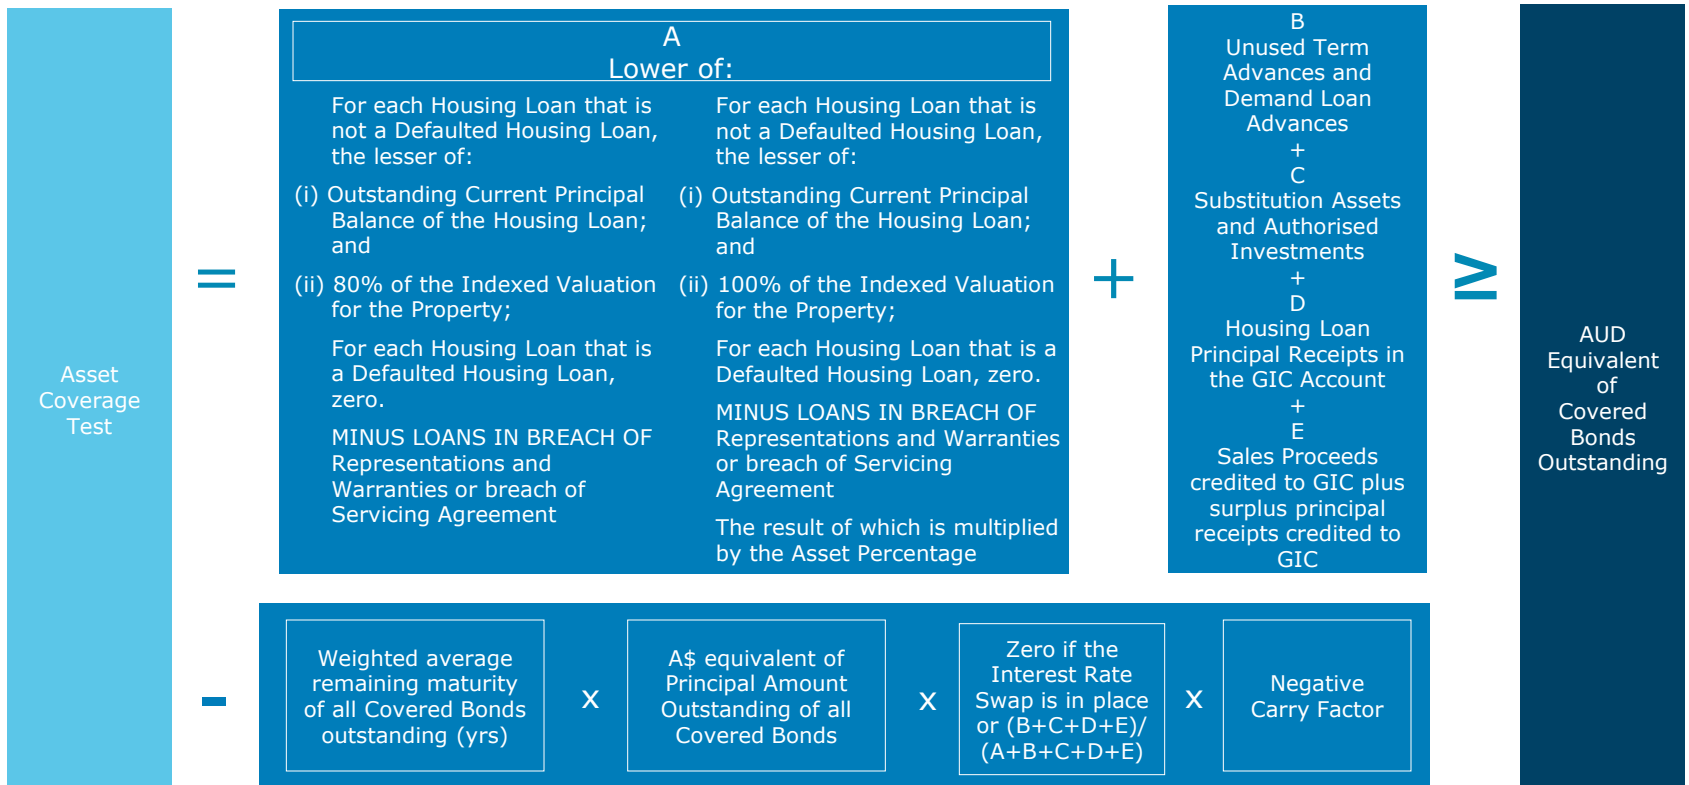 Asset
Coverage
Test
=
A
Lower of:
For each Housing Loan that is
not a Defaulted Housing Loan,
the lesser of:
(i) Outstanding Current Principal
Balance of the Housing Loan;
and
(ii) 80% of the Indexed Valuation
for the Property;
For each Housing Loan that is
a Defaulted Housing Loan,
zero.
MINUS LOANS IN BREACH OF
Representations and
Warranties or breach of
Servicing Agreement
For each Housing Loan that is
not a Defaulted Housing Loan,
the lesser of:
(i) Outstanding Current Principal
Balance of the Housing Loan;
and
(ii) 100% of the Indexed Valuation
for the Property;
For each Housing Loan that is a
Defaulted Housing Loan, zero.
MINUS LOANS IN BREACH OF
Representations and Warranties
or breach of Servicing
Agreement
The result of which is multiplied
by the Asset Percentage
+
B
Unused Term
Advances and
Demand Loan
Advances
+
C
Substitution Assets
and Authorised
Investments
+
D
Housing Loan
Principal Receipts in
the GIC Account
+
E
Sales Proceeds
credited to GIC plus
surplus principal
receipts credited to
GIC
≥
AUD
Equivalent
of
Covered
Bonds
Outstanding
-
Weighted average
remaining maturity
of all Covered Bonds
outstanding (yrs)
x
A$ equivalent of
Principal Amount
Outstanding of all
Covered Bonds
x
Zero if the
Interest Rate
Swap is in place
or (B+C+D+E)/
(A+B+C+D+E)
x
Negative
Carry Factor